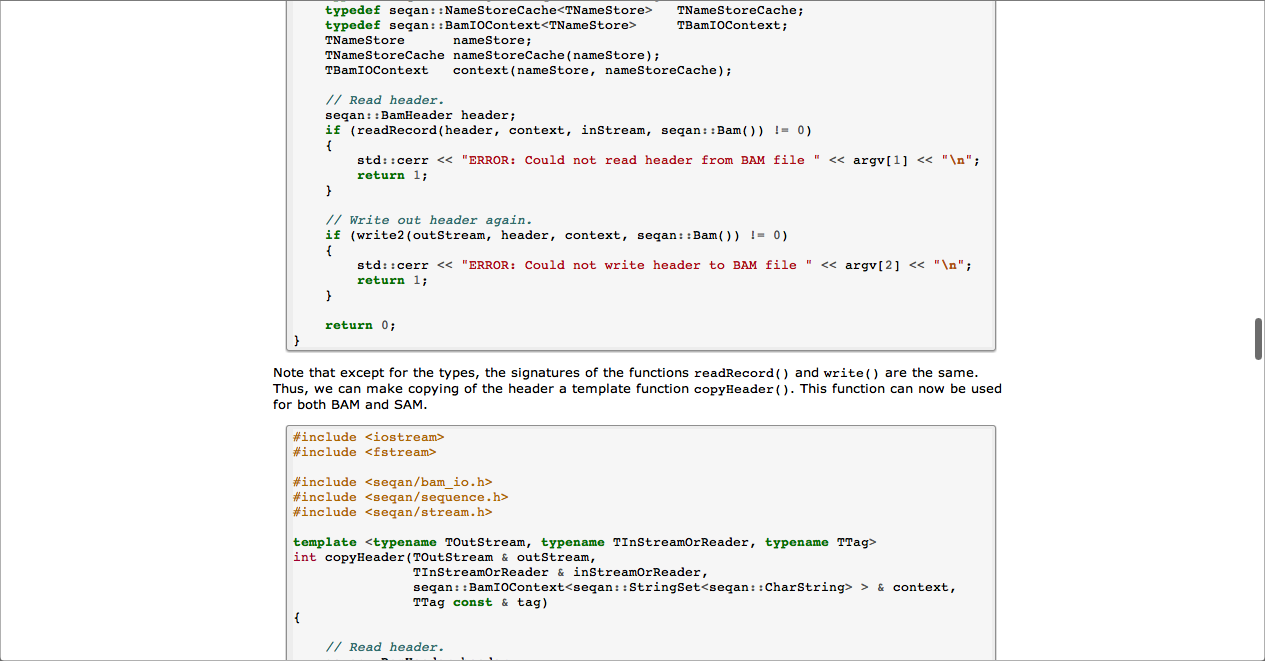 typedef seqan::NameStoreCache<TNameStore>   TNameStoreCache;
typedef seqan::BamIOContext<TNameStore>     TBamIOContext;
TNameStore      nameStore;
TNameStoreCache nameStoreCache(nameStore);
TBamIOContext   context(nameStore, nameStoreCache);
// Read header.
seqan::BamHeader header;
if (readRecord(header, context, inStream, seqan::Bam()) != 0)
{
std::cerr << "ERROR: Could not read header from BAM file " << argv[1] << "\n";
return 1;
}
// Write out header again.
if (write2(outStream, header, context, seqan::Bam()) != 0)
{
std::cerr << "ERROR: Could not write header to BAM file " << argv[2] << "\n";
return 1;
}
return 0;
}
Note that except for the types, the signatures of the functions readRecord() and write() are the same.
Thus, we can make copying of the header a template function copyHeader(). This function can now be used
for both BAM and SAM.
#include <iostream>
#include <fstream>
#include <seqan/bam_io.h>
#include <seqan/sequence.h>
#include <seqan/stream.h>
template <typename TOutStream, typename TInStreamOrReader, typename TTag>
int copyHeader(TOutStream & outStream,
TInStreamOrReader & inStreamOrReader,
seqan::BamIOContext<seqan::StringSet<seqan::CharString> > & context,
TTag const & tag)
{
// Read header.